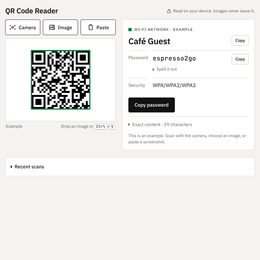 QR Code Reader
Read on your device. Images never leave it.
Camera
Image
Paste
Example
Drop an image or Ctrl + V
WI-FI NETWORK · EXAMPLE
Café Guest
Copy
Password
espresso2go
Copy
Spell it out
Security
WPA/WPA2/WPA3
Copy password
Exact content · 39 characters
This is an example. Scan with the camera, choose an image, or
paste a screenshot.
Recent scans